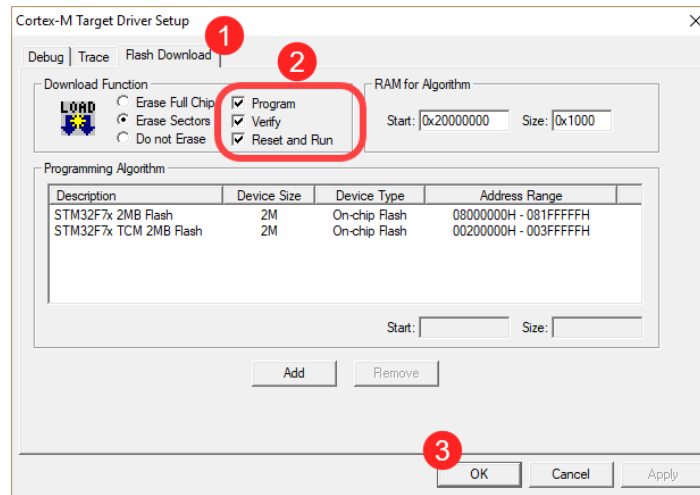 Cortex-M Target Driver Setup
1
Debug Trace Flash Download
2
Download Function
RAM for Algorithm
LOAD
Erase Full Chip
Program
Erase Sectors
Verify
Start: 0x20000000 Size: 0x1000
Do not Erase
Reset and Run
Programming Algorithm
Description Device Size Device Type Address Range
STM32F7x 2MB Flash 2M On-chip Flash 08000000H - 081FFFFFH
STM32F7x TCM 2MB Flash 2M On-chip Flash 00200000H - 003FFFFFH
Start: Size:
Add Remove
3
OK Cancel Apply